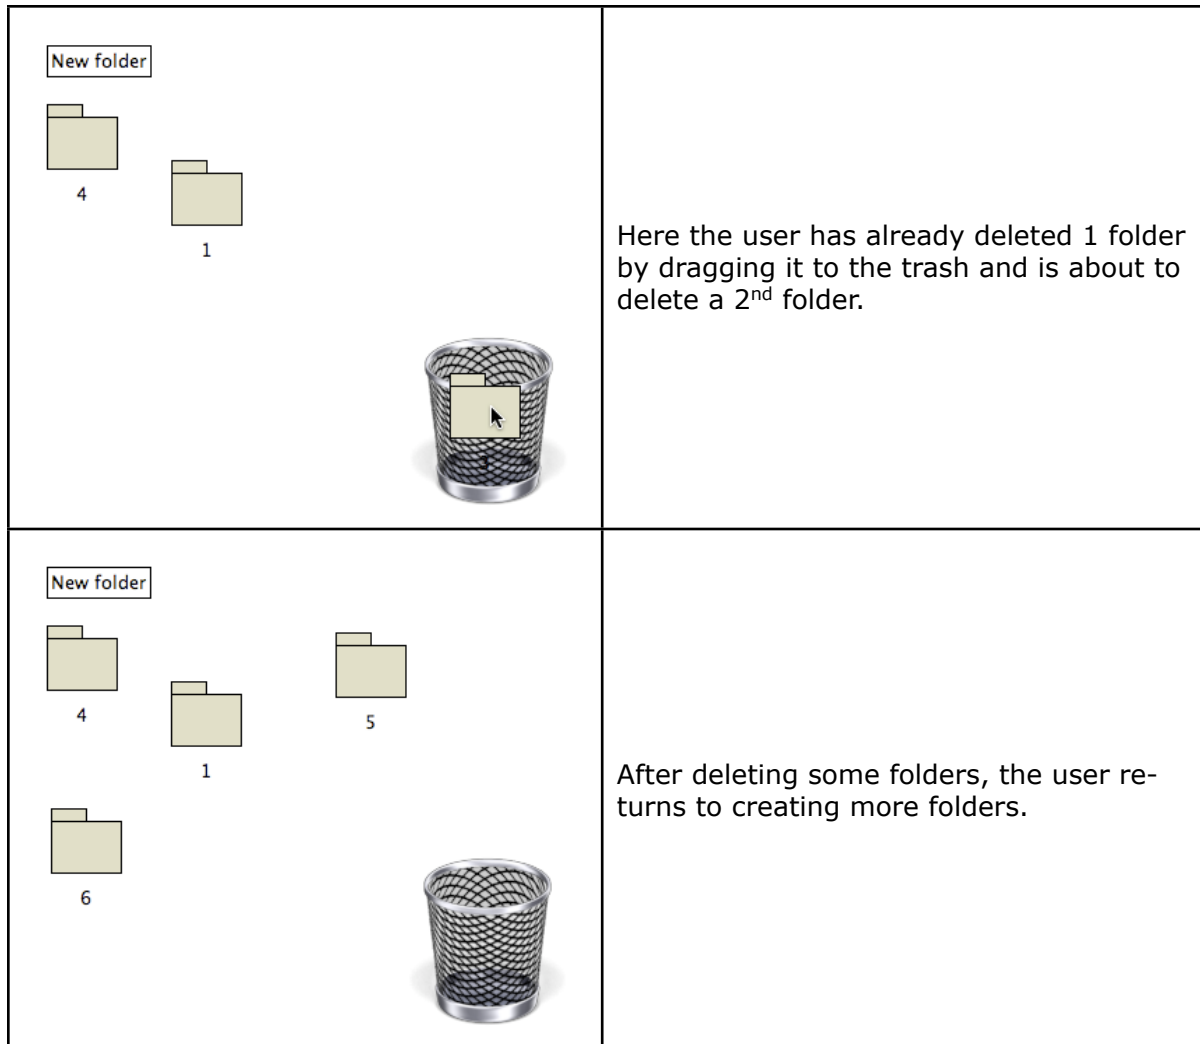 New folder
4
1
3
Here the user has already deleted 1 folder
by dragging it to the trash and is about to
delete a 2nd folder.
New folder
4
1
5
6
After deleting some folders, the user re-
turns to creating more folders.